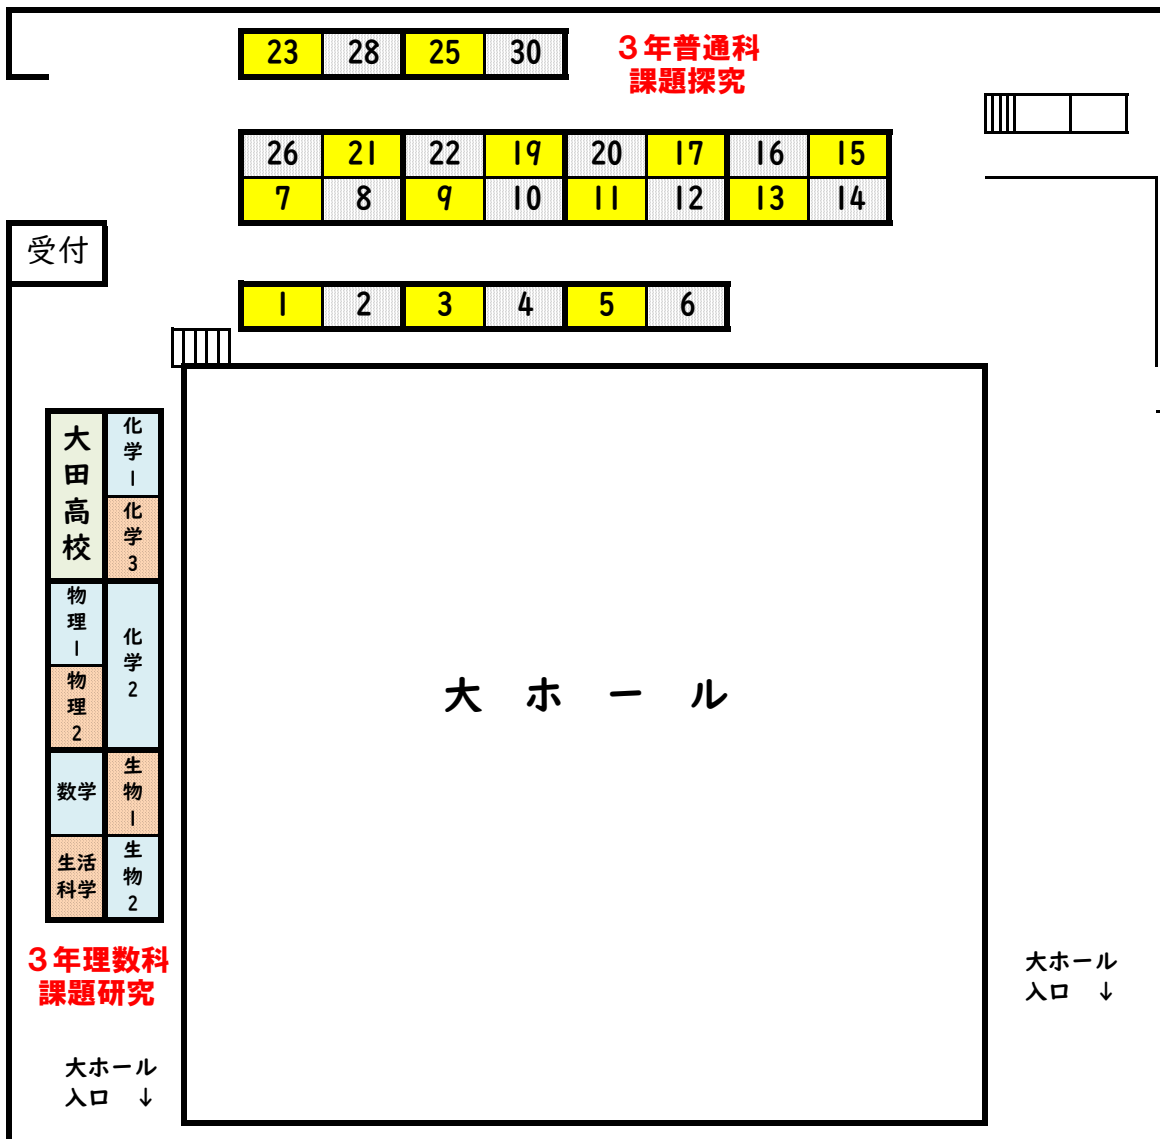 23 28 25 30
3年普通科
課題探究
26 21 22 19 20 17 16 15
7 8 9 10 11 12 13 14
受付
1 2 3 4 5 6
大田高校
化学1
化学3
物理1
物理2
化学2
数学
生物1
生活
科学
生物2
大ホール
3年理数科
課題研究
大ホール
入口 ↓
大ホール
入口 ↓